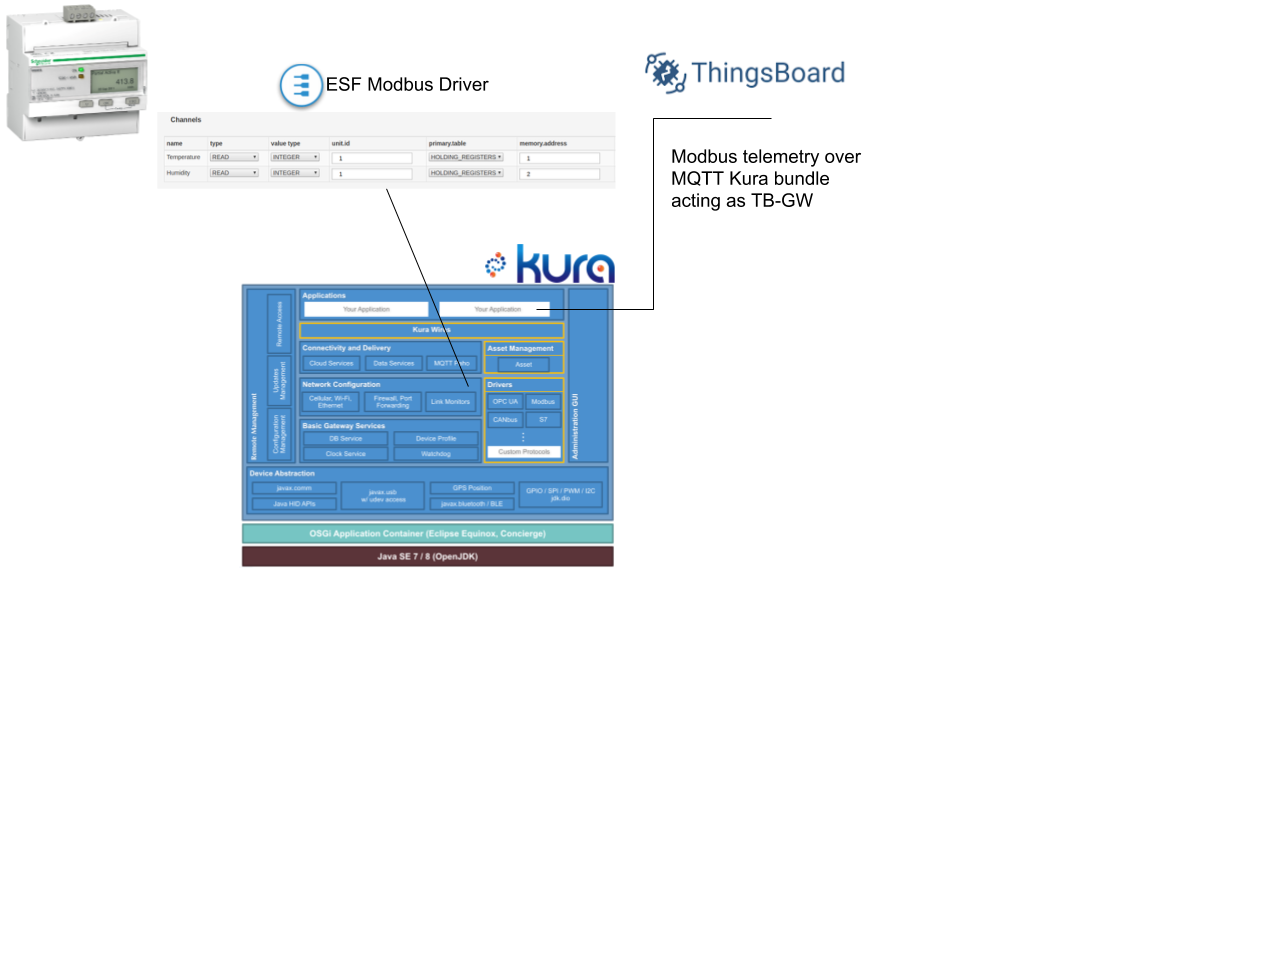 Schneider
413.8
ESF Modbus Driver
ThingsBoard
Channels
name type value type unit.id primary.table memory.address
Temperature READ INTEGER 1 HOLDING_REGISTERS 1
Humidity READ INTEGER 1 HOLDING_REGISTERS 2
Modbus telemetry over
MQTT Kura bundle
acting as TB-GW
kura
Remote Management
Remote Access
Updates
Management
Configuration
Management
Applications
Your Application Your Application
Kura Wires
Connectivity and Delivery
Cloud Services Data Services MQTT Paho
Asset Management
Asset
Network Configuration
Cellular, Wi-Fi,
Ethernet
Firewall, Port
Forwarding
Link Monitors
Drivers
OPC UA Modbus
CANbus S7
Custom Protocols
Basic Gateway Services
DB Service Device Profile
Clock Service Watchdog
Administration GUI
Device Abstraction
javax.comm
Java HID APIs
javax.usb
w/ udev access
GPS Position
javax.bluetooth / BLE
GPIO / SPI / PWM / I2C
jdk.dio
OSGi Application Container (Eclipse Equinox, Concierge)
Java SE 7 / 8 (OpenJDK)